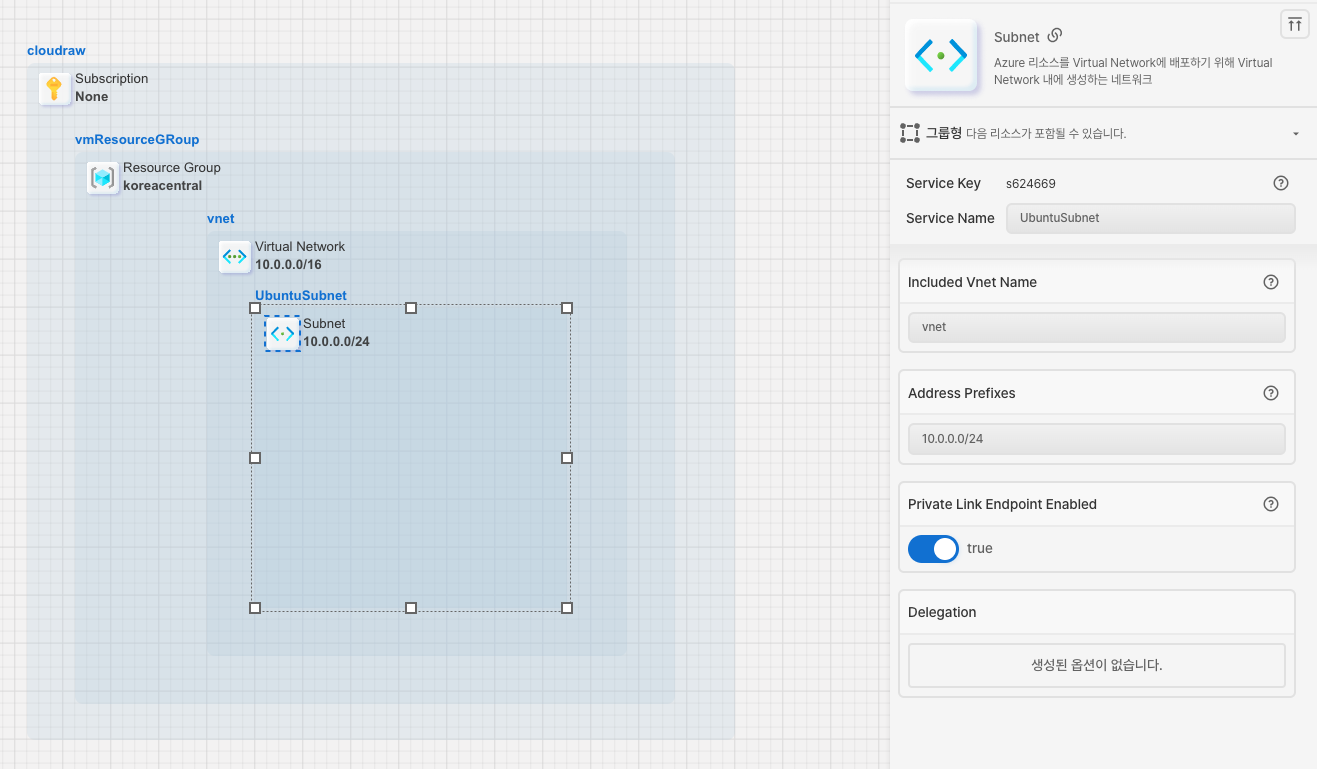 cloudraw
Subscription
None
vmResourceGRoup
Resource Group
koreacentral
vnet
Virtual Network
10.0.0.0/16
UbuntuSubnet
Subnet
10.0.0.0/24
Subnet
Azure 리소스를 Virtual Network에 배포하기 위해 Virtual
Network 내에 생성하는 네트워크
그룹형 다음 리소스가 포함될 수 있습니다.
Service Key s624669
Service Name UbuntuSubnet
Included Vnet Name
vnet
Address Prefixes
10.0.0.0/24
Private Link Endpoint Enabled
true
Delegation
생성된 옵션이 없습니다.